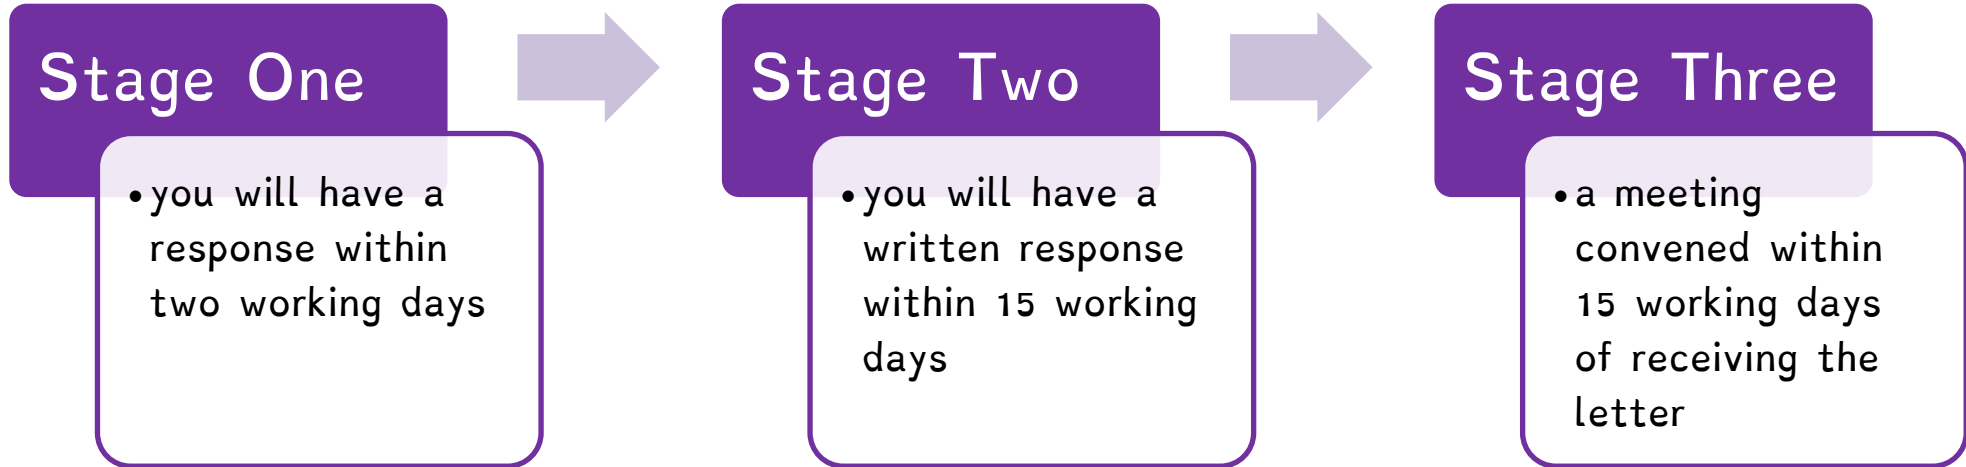 Stage One
• you will have a
response within
two working days
Stage Two
• you will have a
written response
within 15 working
days
Stage Three
• a meeting
convened within
15 working days
of receiving the
letter